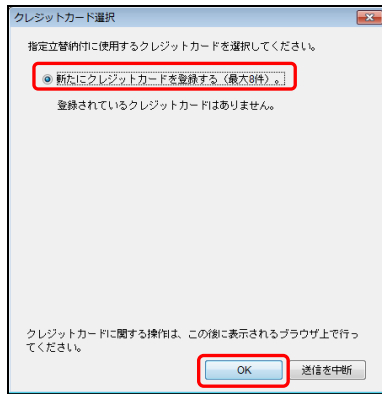 クレジットカード選択
指定立替納付に使用するクレジットカードを選択してください。
新たにクレジットカードを登録する（最大8件）。
登録されているクレジットカードはありません。
クレジットカードに関する操作は、この後に表示されるブラウザ上で行っ
てください。
OK
送信を中断